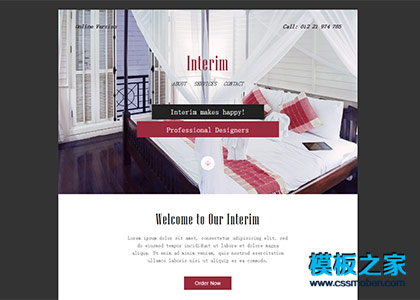 Online Version
Call: 012 21 974 705
Interim
ABOUT SERVICES CONTACT
Interim makes happy!
Professional Designers
Welcome to Our Interim
Lorem ipsum dolor sit amet, consectetur adipiscing elit, sed
do eiusmod tempor incididunt ut labore et dolore magna
aliqua. Ut enim ad minim veniam, quis nostrud exercitation
ullamco laboris nisi ut aliquip ex ea commodo.
Order Now
模板之家
www.cssmoban.com